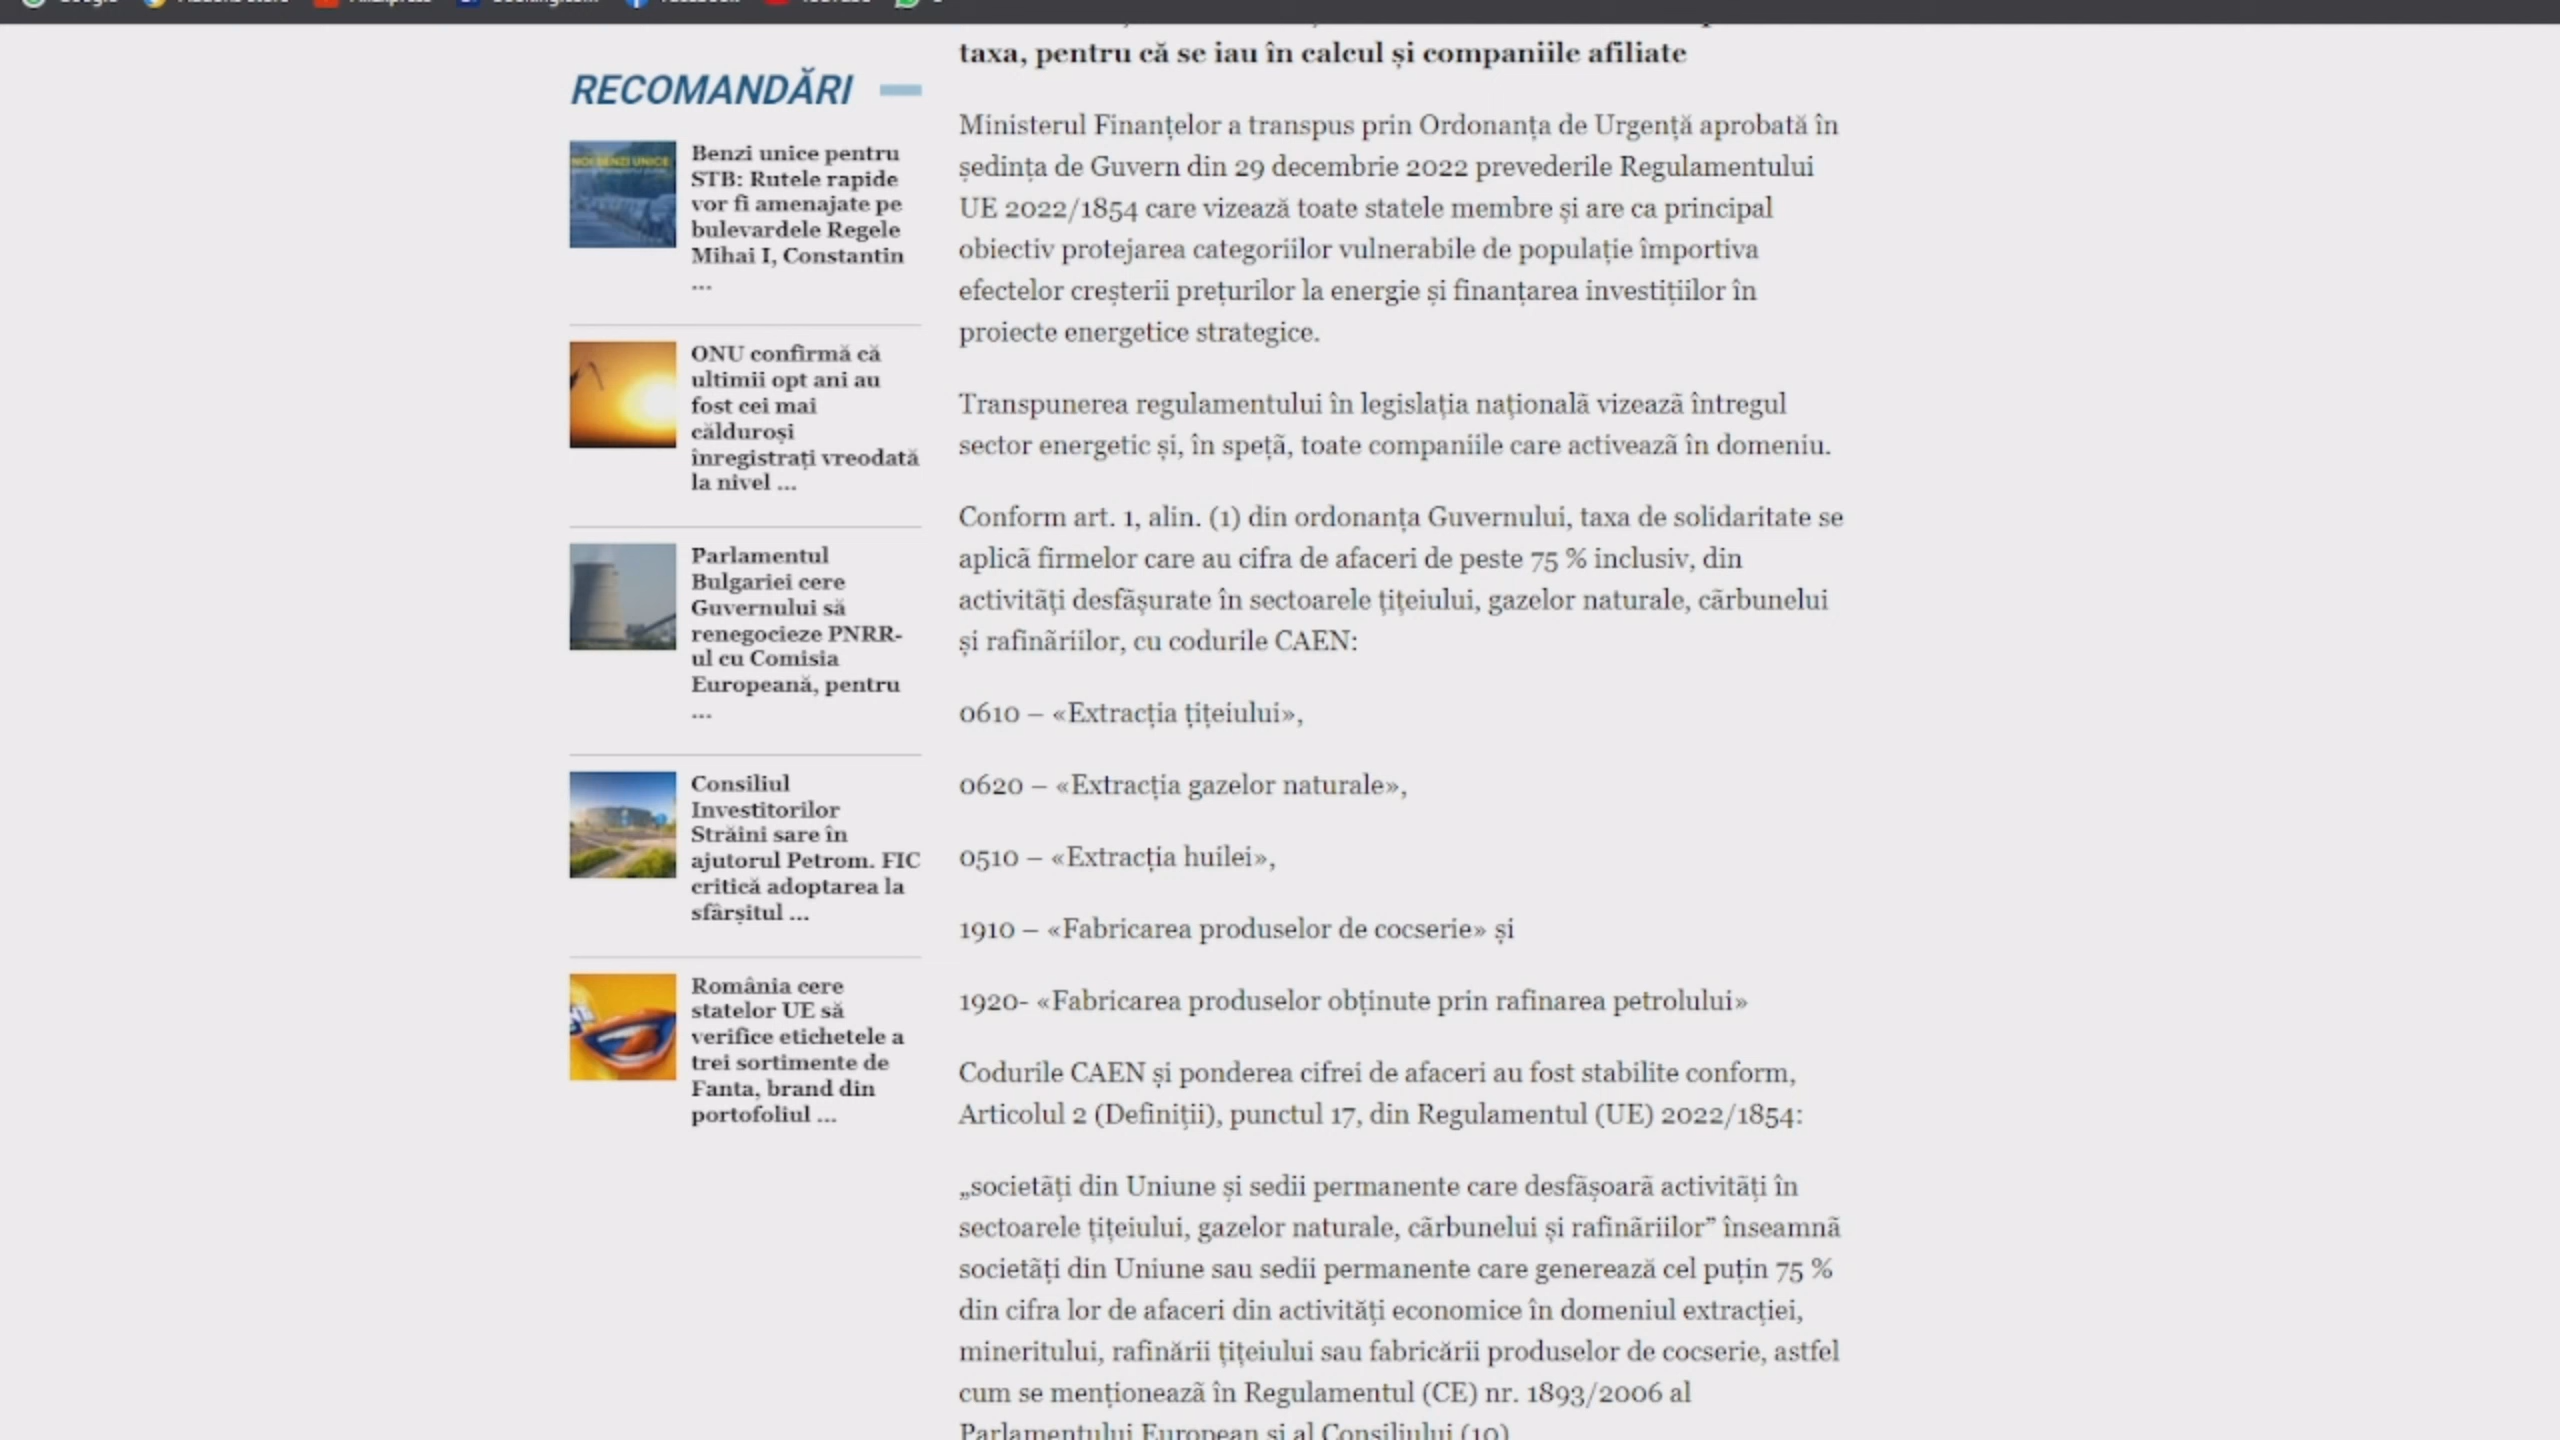 RECOMANDĂRI
NOI BENZI UNICE
Benzi unice pentru
STB: Rutele rapide
vor fi amenajate pe
bulevardele Regele
Mihai I, Constantin
...
ONU confirmă că
ultimii opt ani au
fost cei mai
călduroși
înregistrați vreodată
la nivel ...
Parlamentul
Bulgariei cere
Guvernului să
renegocieze PNRR-
ul cu Comisia
Europeană, pentru
...
Consiliul
Investitorilor
Străini sare în
ajutorul Petrom. FIC
critică adoptarea la
sfârșitul ...
România cere
statelor UE să
verifice etichetele a
trei sortimente de
Fanta, brand din
portofoliul ...
taxa, pentru că se iau în calcul și companiile afiliate
Ministerul Finanțelor a transpus prin Ordonanța de Urgență aprobată în
ședința de Guvern din 29 decembrie 2022 prevederile Regulamentului
UE 2022/1854 care vizează toate statele membre și are ca principal
obiectiv protejarea categoriilor vulnerabile de populație împortiva
efectelor creșterii prețurilor la energie și finanțarea investițiilor în
proiecte energetice strategice.
Transpunerea regulamentului în legislația națională vizează întregul
sector energetic și, în speță, toate companiile care activează în domeniu.
Conform art. 1, alin. (1) din ordonanța Guvernului, taxa de solidaritate se
aplică firmelor care au cifra de afaceri de peste 75 % inclusiv, din
activități desfășurate în sectoarele țițeiului, gazelor naturale, cărbunelui
și rafinăriilor, cu codurile CAEN:
0610 – «Extracția țițeiului»,
0620 – «Extracția gazelor naturale»,
0510 – «Extracția huilei»,
1910 – «Fabricarea produselor de cocserie» și
1920- «Fabricarea produselor obținute prin rafinarea petrolului»
Codurile CAEN și ponderea cifrei de afaceri au fost stabilite conform,
Articolul 2 (Definiții), punctul 17, din Regulamentul (UE) 2022/1854:
„societăți din Uniune și sedii permanente care desfășoară activități în
sectoarele țițeiului, gazelor naturale, cărbunelui și rafinăriilor” înseamnă
societăți din Uniune sau sedii permanente care generează cel puțin 75 %
din cifra lor de afaceri din activități economice în domeniul extracției,
mineritului, rafinării țițeiului sau fabricării produselor de cocserie, astfel
cum se menționează în Regulamentul (CE) nr. 1893/2006 al
Parlamentului European și al Consiliului (10)